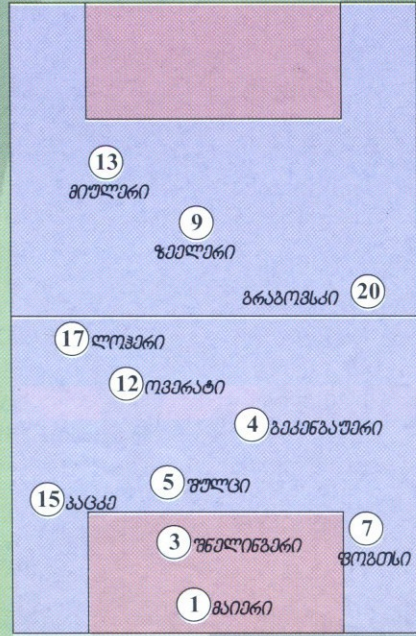 13
მიულერი
9
ზეელერი
გრაბოვსკი 20
17 ლოჰერი
12 ოვერატი
4 ბეკენბაუერი
5 შულცი
15 პაცკე
7
ფოგთსი
3 შნელინგერი
1 მაიერი